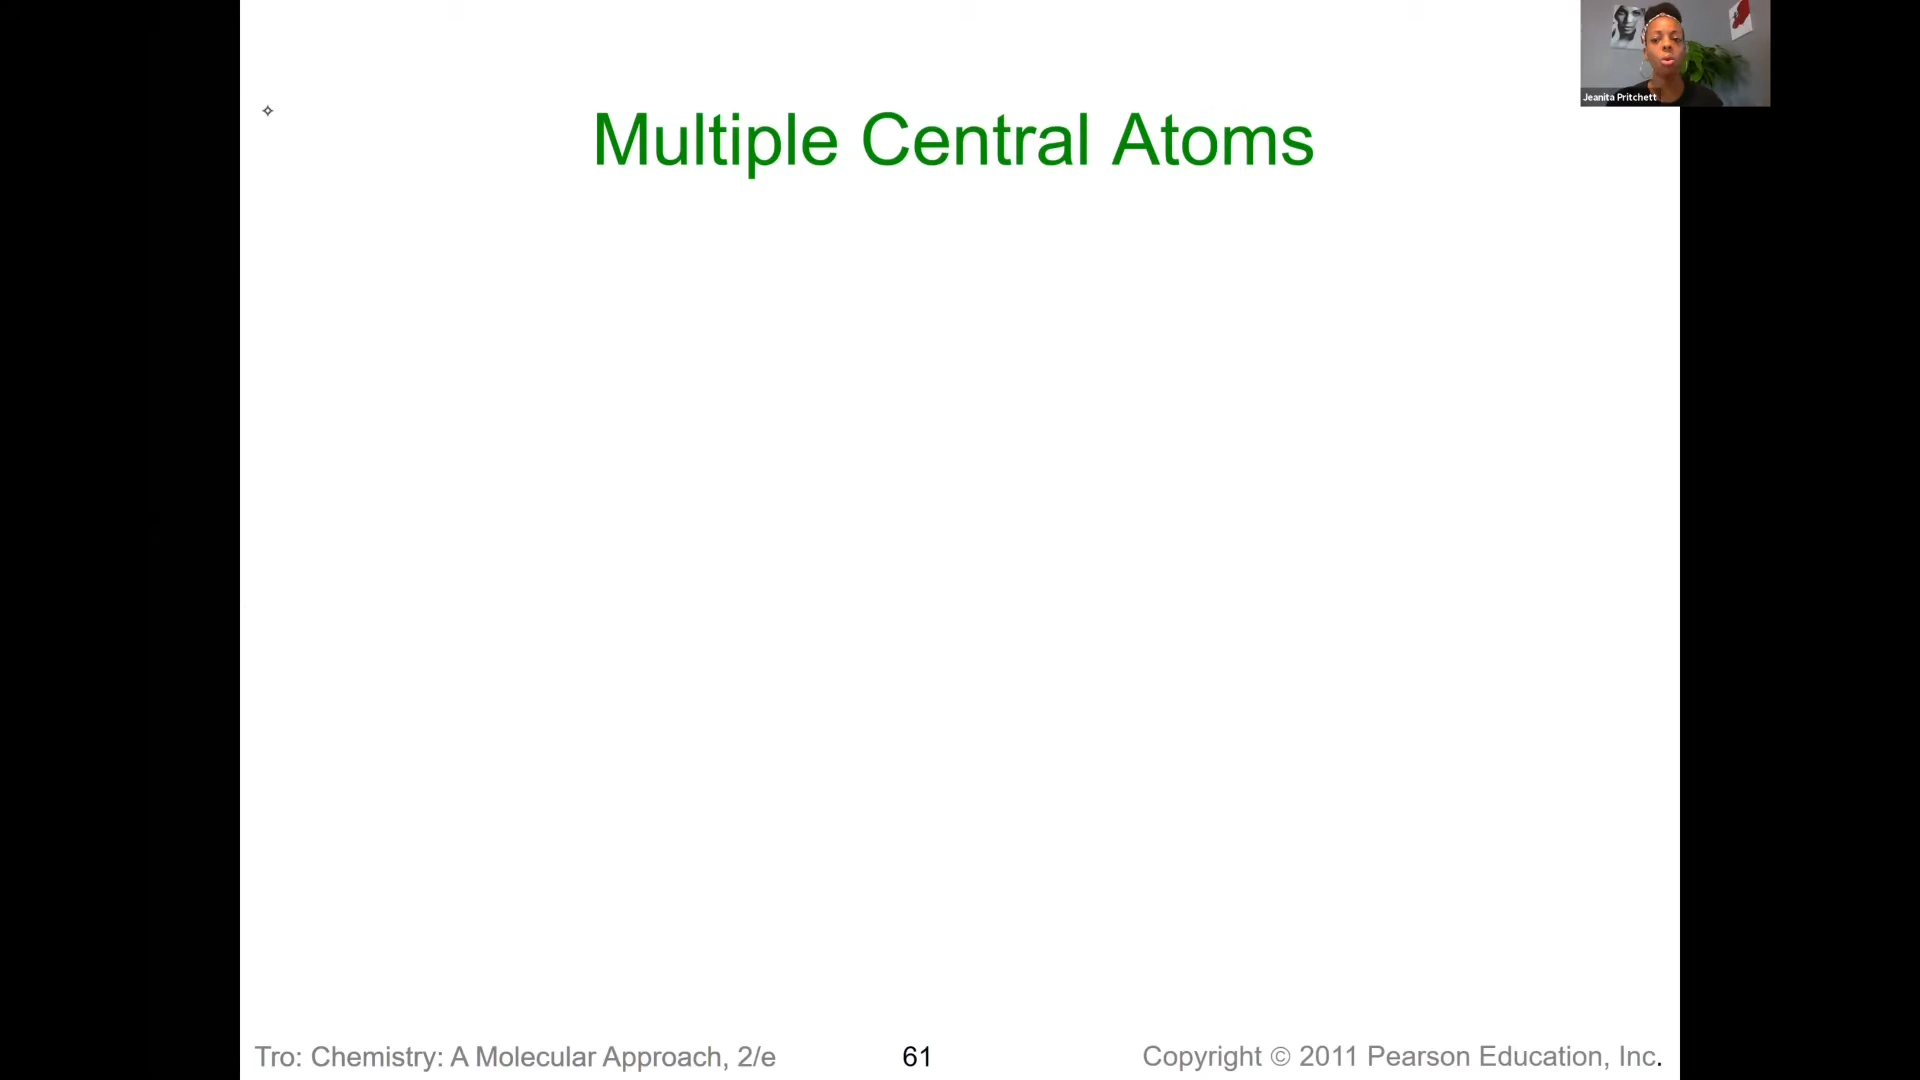 Jeanita Pritchett
Multiple Central Atoms
Tro: Chemistry: A Molecular Approach, 2/e
61
Copyright © 2011 Pearson Education, Inc.